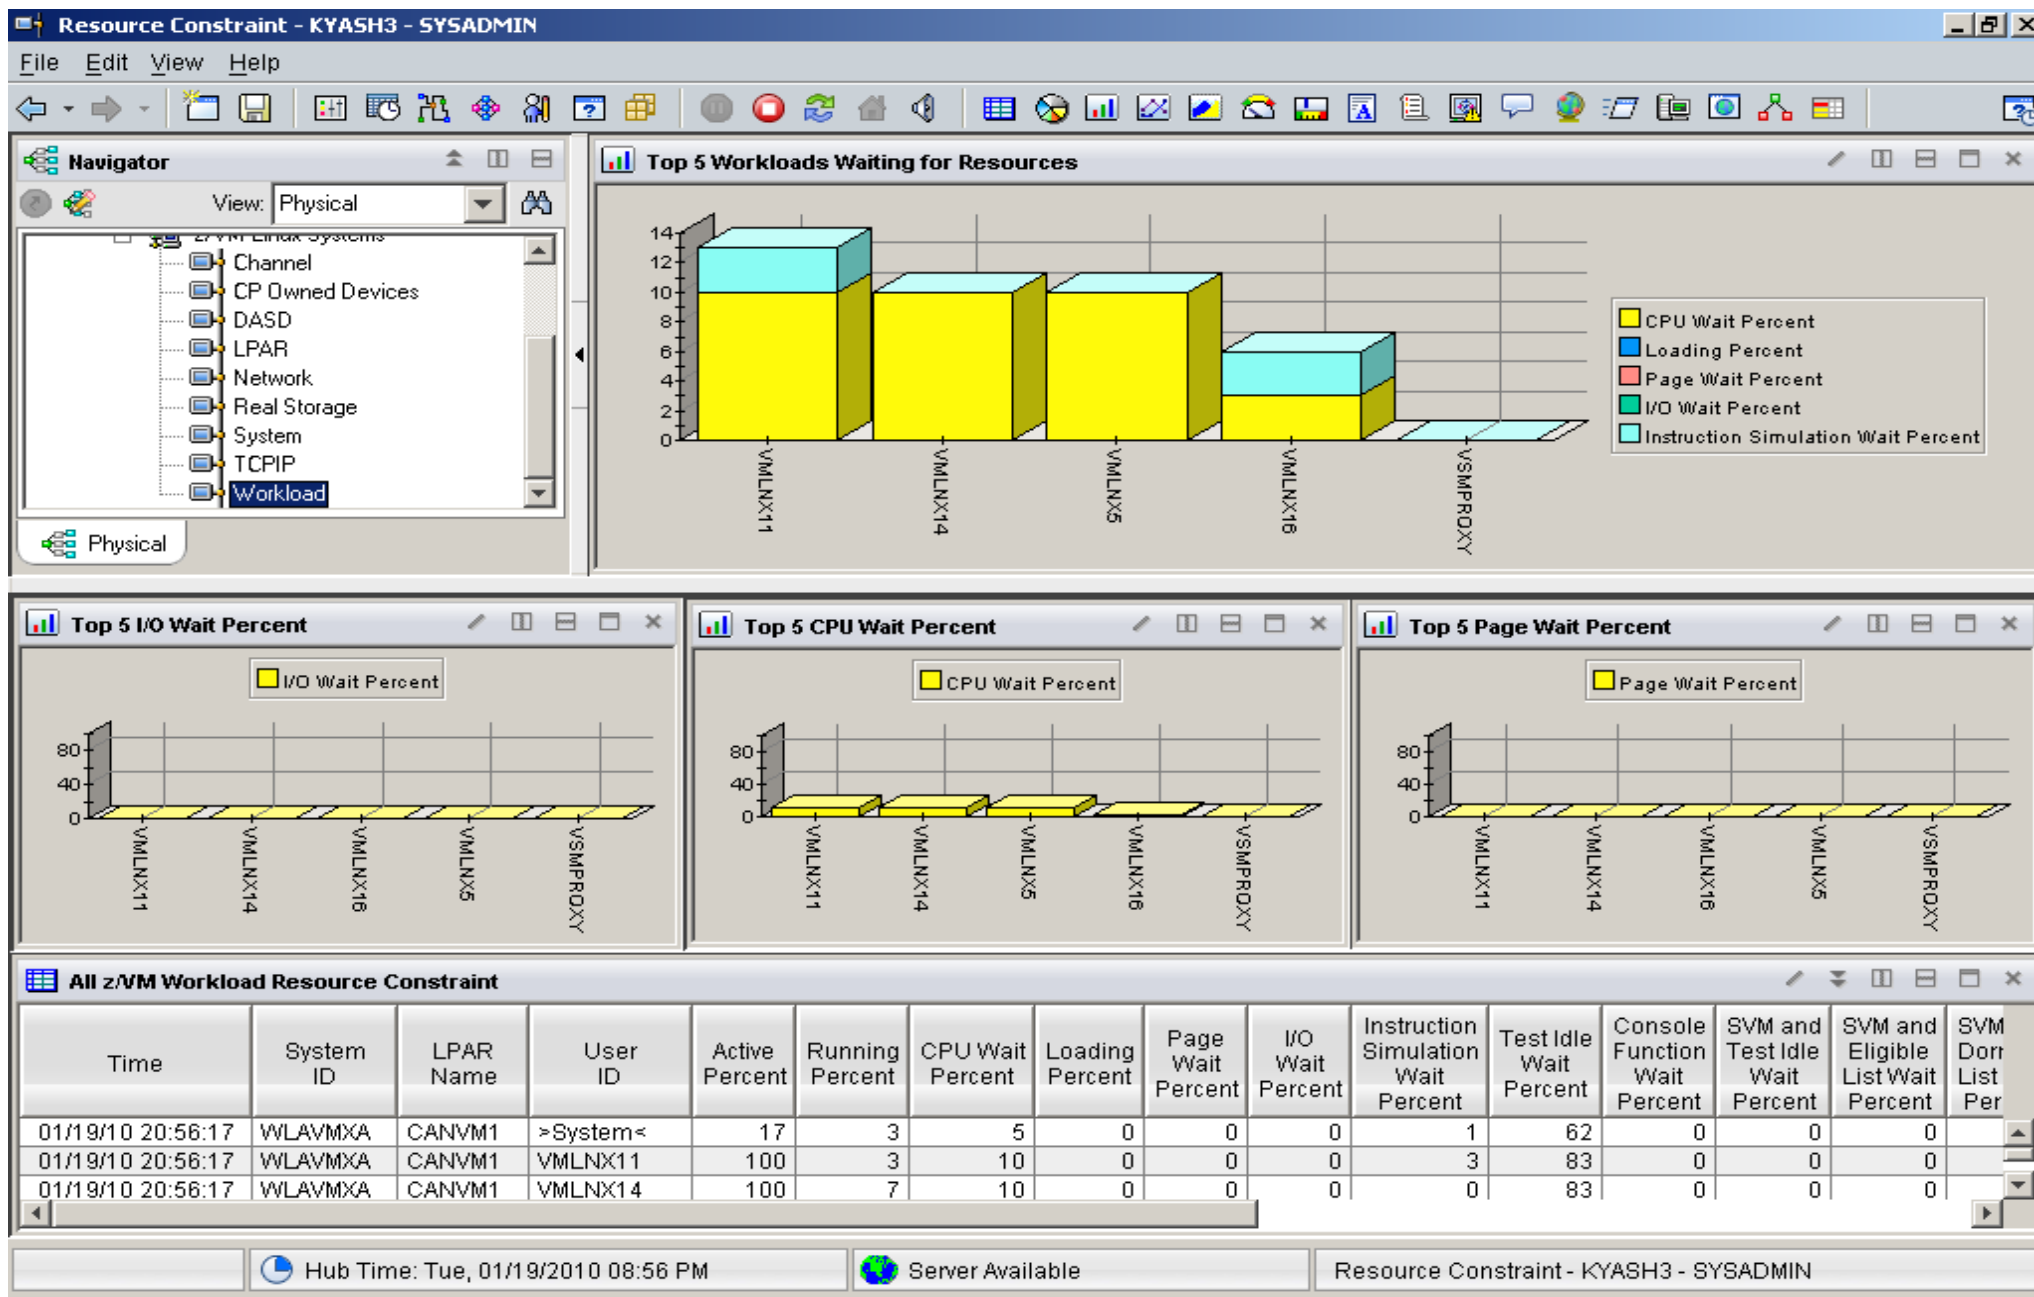 Resource Constraint - KYASH3 - SYSADMIN
File Edit View Help
Navigator
View: Physical
z/VM Linux Systems
Channel
CP Owned Devices
DASD
LPAR
Network
Real Storage
System
TCPIP
Workload
Physical
Top 5 Workloads Waiting for Resources
14
12
10
8
6
4
2
0
VMLNX11
VMLNX14
VMLNX5
VMLNX16
VSMPROXY
CPU Wait Percent
Loading Percent
Page Wait Percent
I/O Wait Percent
Instruction Simulation Wait Percent
Top 5 I/O Wait Percent
I/O Wait Percent
80
40
0
VMLNX11
VMLNX14
VMLNX16
VMLNX5
VSMPROXY
Top 5 CPU Wait Percent
CPU Wait Percent
80
40
0
VMLNX11
VMLNX14
VMLNX5
VMLNX16
VSMPROXY
Top 5 Page Wait Percent
Page Wait Percent
80
40
0
VMLNX11
VMLNX14
VMLNX16
VMLNX5
VSMPROXY
All z/VM Workload Resource Constraint
Time
System
ID
LPAR
Name
User
ID
Active
Percent
Running
Percent
CPU Wait
Percent
Loading
Percent
Page
Wait
Percent
I/O
Wait
Percent
Instruction
Simulation
Wait
Percent
Test Idle
Wait
Percent
Console
Function
Wait
Percent
SVM and
Test Idle
Wait
Percent
SVM and
Eligible
List Wait
Percent
SVM
List
Per
01/19/10 20:56:17 WLAVMXA CANVM1 >System< 17 3 5 0 0 0 1 62 0 0 0
01/19/10 20:56:17 WLAVMXA CANVM1 VMLNX11 100 3 10 0 0 0 3 83 0 0 0
01/19/10 20:56:17 WLAVMXA CANVM1 VMLNX14 100 7 10 0 0 0 0 83 0 0 0
Hub Time: Tue, 01/19/2010 08:56 PM
Server Available
Resource Constraint - KYASH3 - SYSADMIN